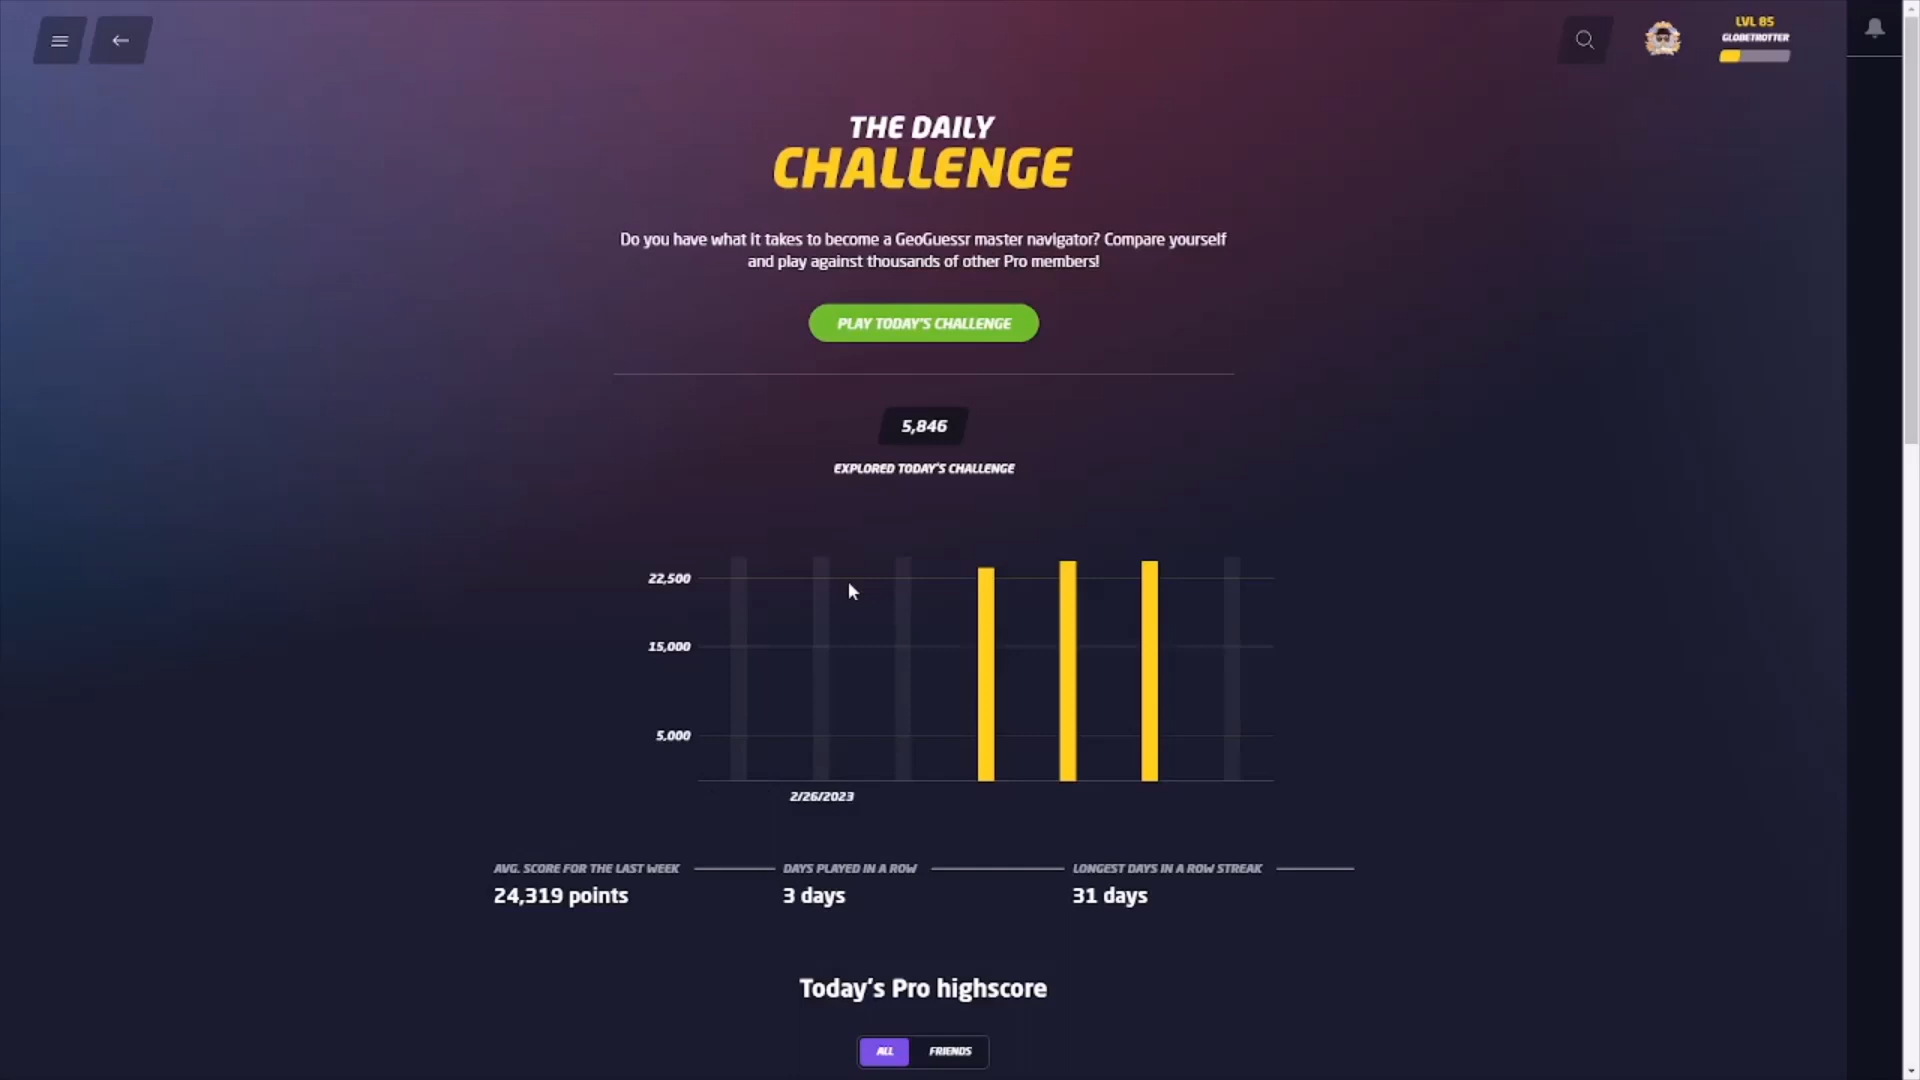 LVL 85
GLOBETROTTER
THE DAILY
CHALLENGE
Do you have what it takes to become a GeoGuessr master navigator? Compare yourself
and play against thousands of other Pro members!
PLAY TODAY'S CHALLENGE
5,846
EXPLORED TODAY'S CHALLENGE
22,500
15,000
5,000
2/26/2023
AVG. SCORE FOR THE LAST WEEK
24,319 points
DAYS PLAYED IN A ROW
3 days
LONGEST DAYS IN A ROW STREAK
31 days
Today's Pro highscore
ALL
FRIENDS